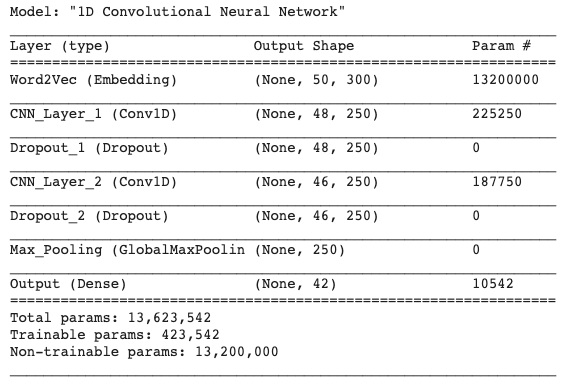 Model: "1D Convolutional Neural Network"
Layer (type) Output Shape Param #
Word2Vec (Embedding) (None, 50, 300) 13200000
CNN_Layer_1 (Conv1D) (None, 48, 250) 225250
Dropout_1 (Dropout) (None, 48, 250) 0
CNN_Layer_2 (Conv1D) (None, 46, 250) 187750
Dropout_2 (Dropout) (None, 46, 250) 0
Max_Pooling (GlobalMaxPoolin (None, 250) 0
Output (Dense) (None, 42) 10542
Total params: 13,623,542
Trainable params: 423,542
Non-trainable params: 13,200,000